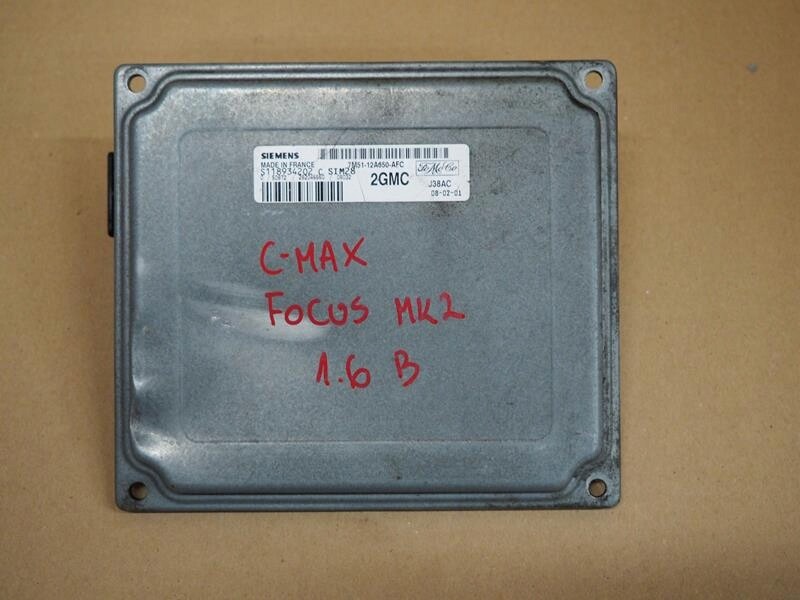 SIEMENS
MADE IN FRANCE 7M51-12A650-AFC
S118934202 C SIM28
2GMC
J38AC
08-02-01
C-MAX
FOCUS MK2
1.6 B